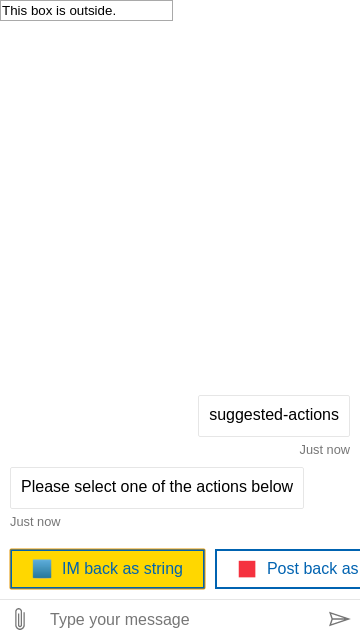 This box is outside.
suggested-actions
Just now
Please select one of the actions below
Just now
IM back as string
Post back as
Type your message